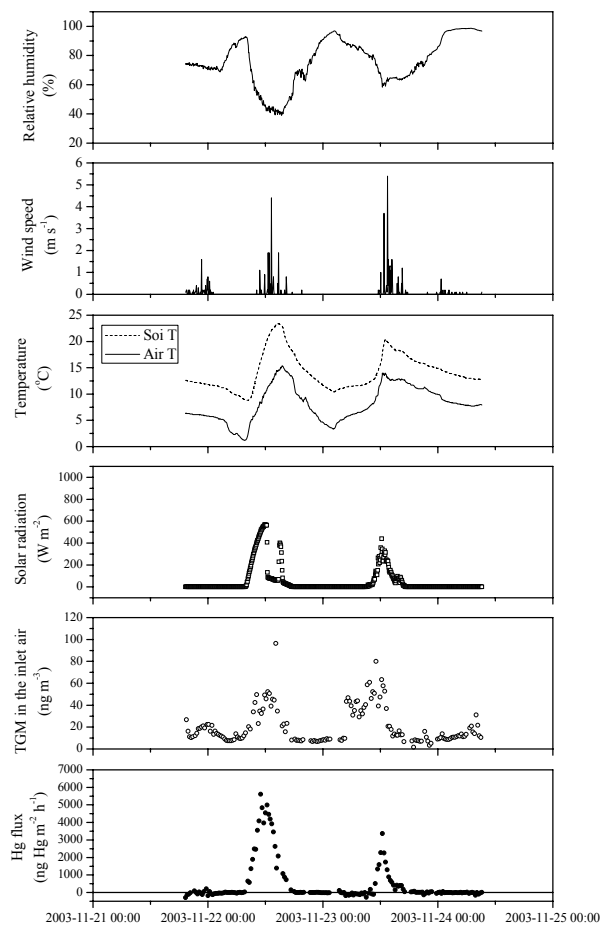 100
80
60
40
20
Relative humidity
(%)
6
5
4
3
2
1
0
Wind speed
(m s⁻¹)
25
20
15
10
5
0
Temperature
(°C)
Soi T
Air T
1000
800
600
400
200
0
Solar radiation
(W m⁻²)
120
100
80
60
40
20
0
TGM in the inlet air
(ng m⁻³)
7000
6000
5000
4000
3000
2000
1000
0
Hg flux
(ng Hg m⁻² h⁻¹)
2003-11-21 00:00 2003-11-22 00:00 2003-11-23 00:00 2003-11-24 00:00 2003-11-25 00:00